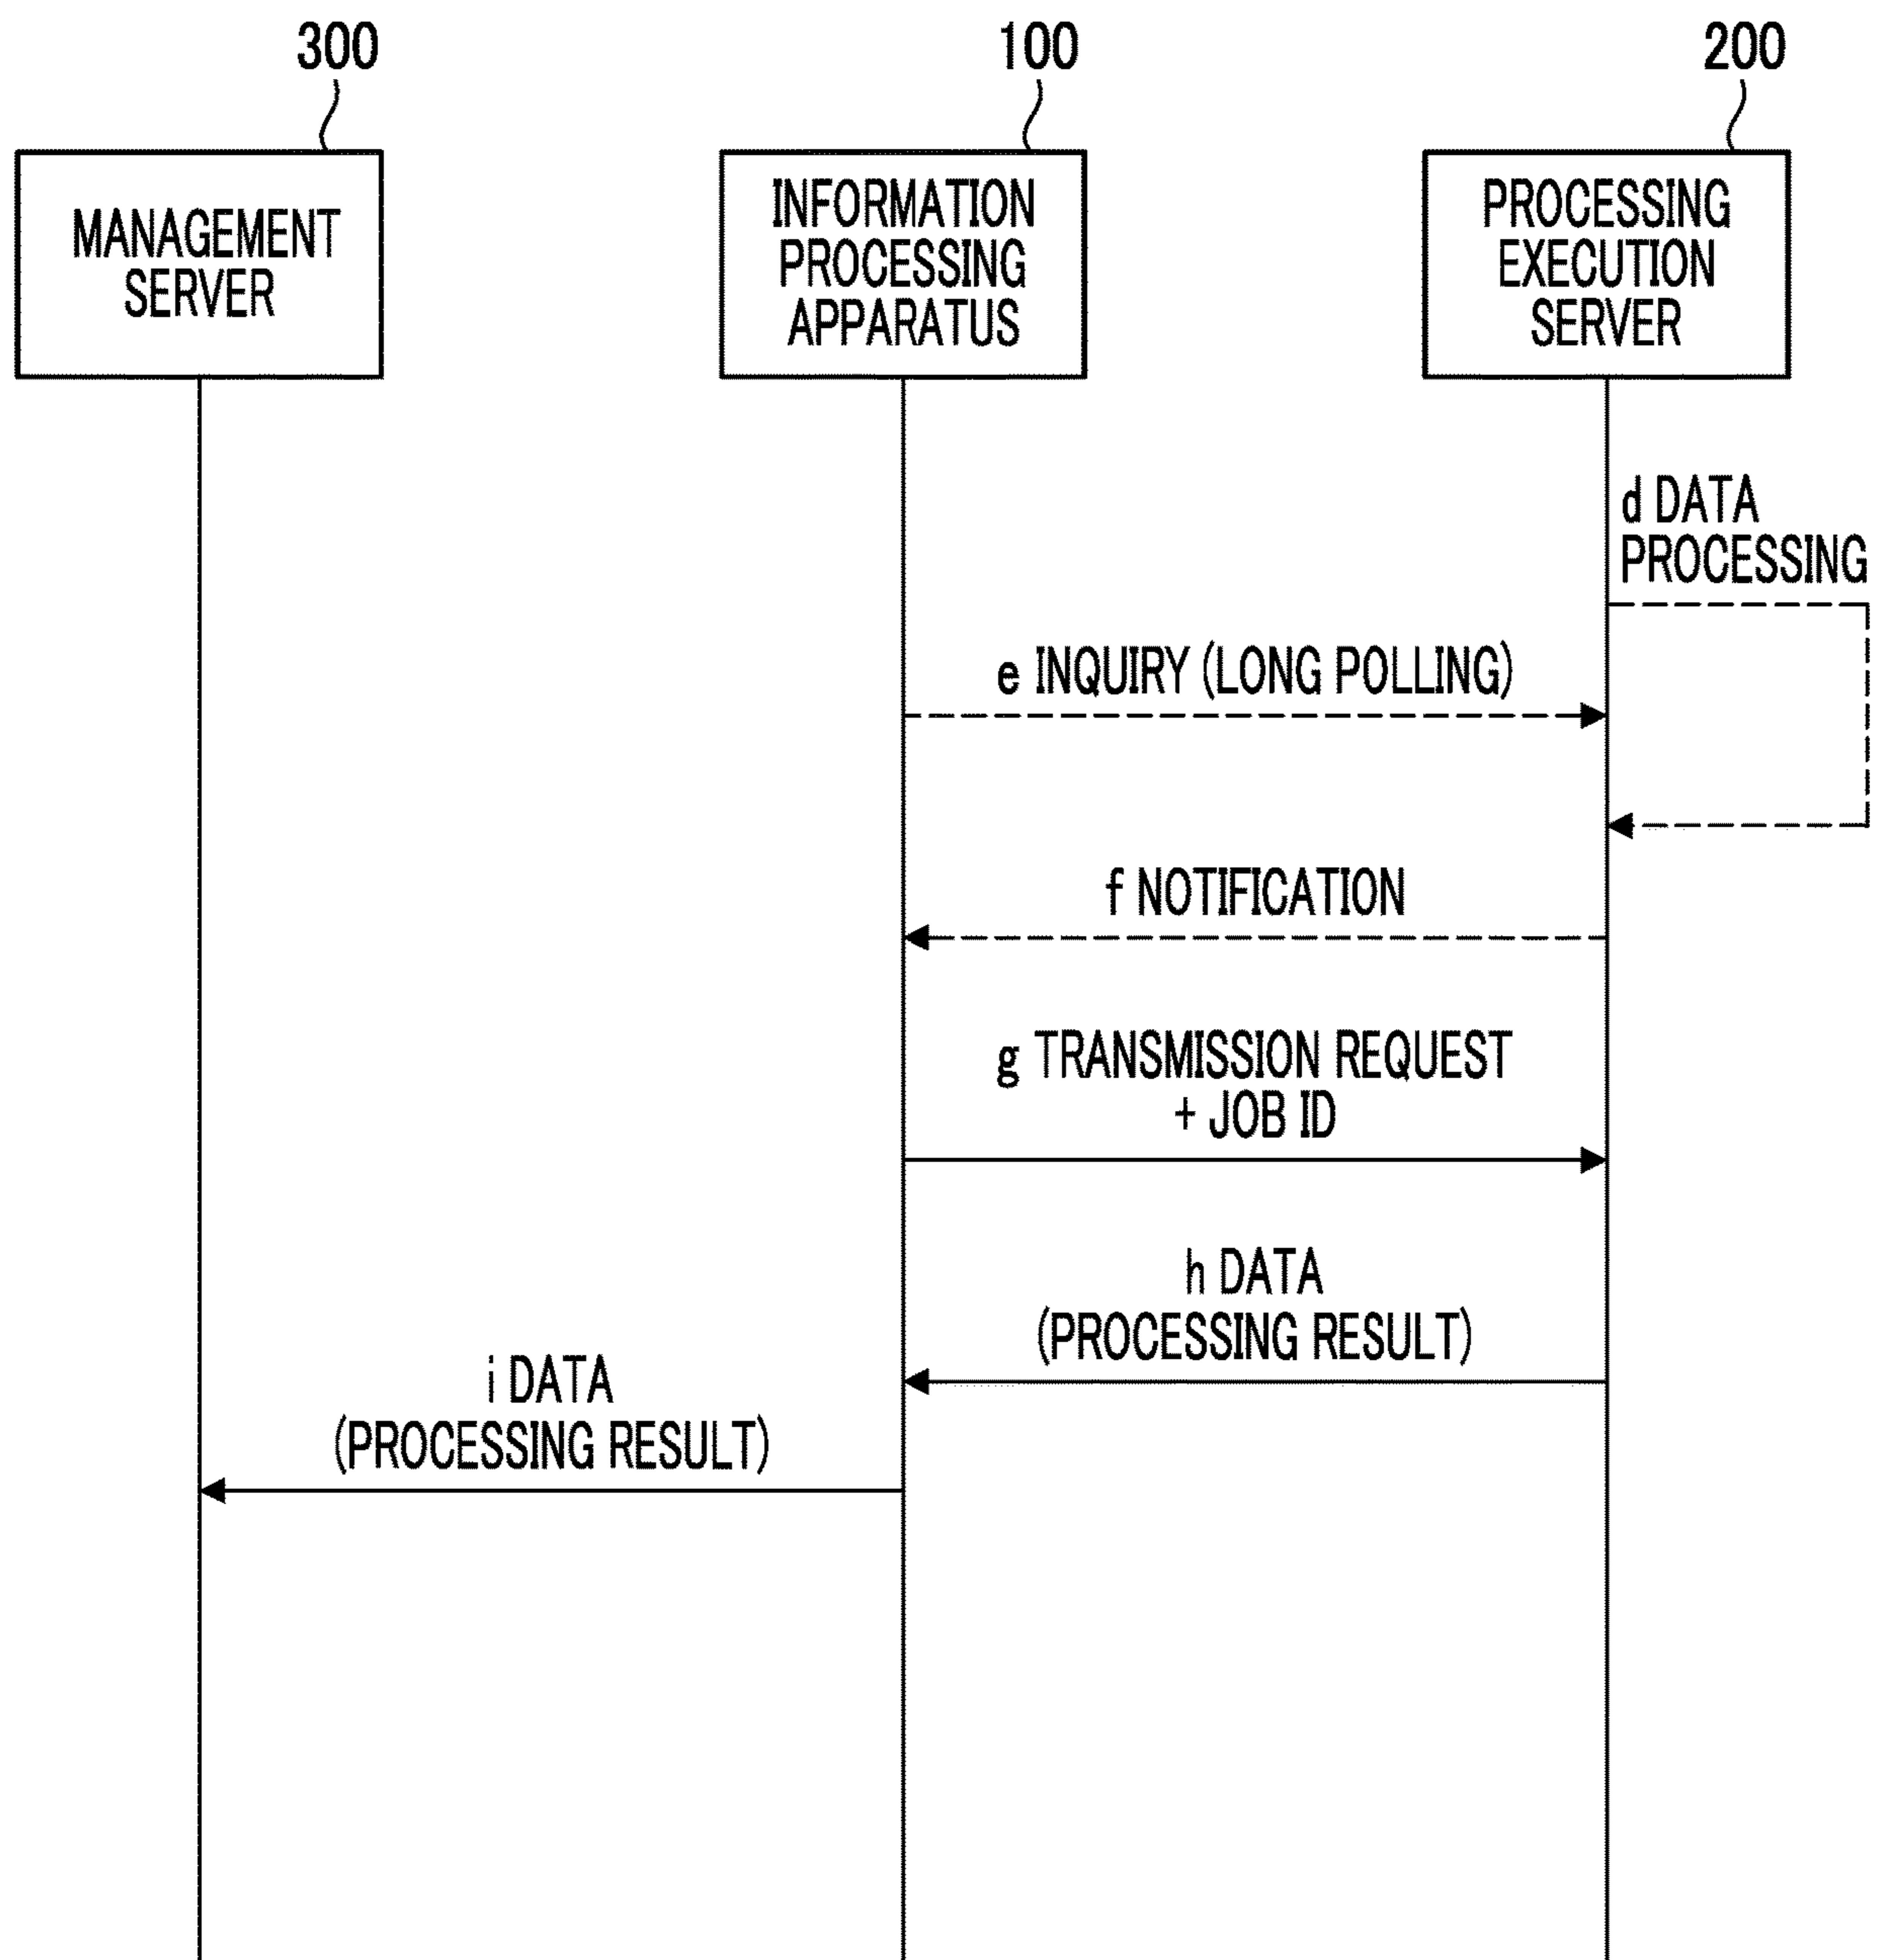 300
100
200
MANAGEMENT
SERVER
INFORMATION
PROCESSING
APPARATUS
PROCESSING
EXECUTION
SERVER
d DATA
PROCESSING
e INQUIRY (LONG POLLING)
f NOTIFICATION
g TRANSMISSION REQUEST
+ JOB ID
h DATA
(PROCESSING RESULT)
i DATA
(PROCESSING RESULT)